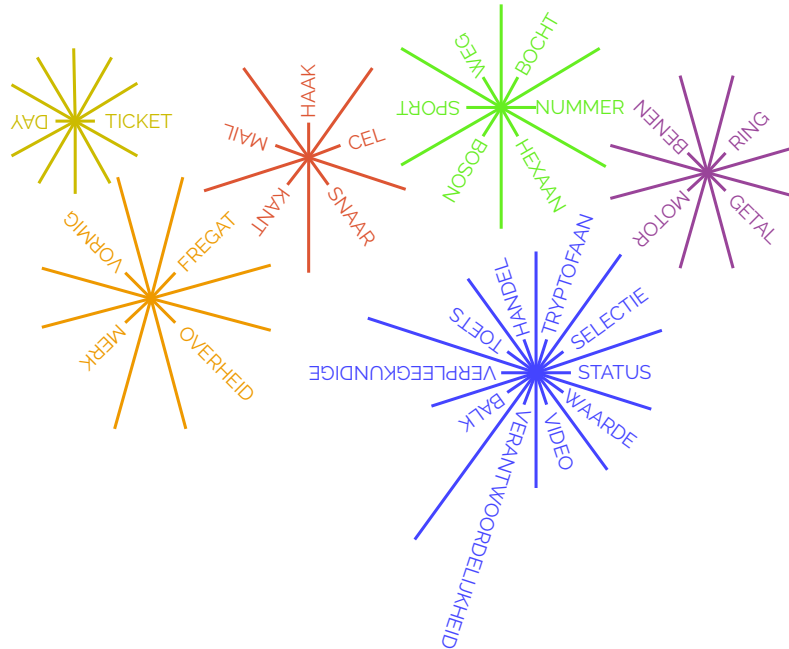 DAY
TICKET
HAAK
CEL
SNAAR
KANT
MAIL
WEG
BOCHT
NUMMER
HEXAAN
BOSON
SPORT
BENEN
RING
GETAL
MOTOR
VORMIG
FREGAT
OVERHEID
MERK
HANDEL
TRYPTOFAAN
SELECTIE
STATUS
WAARDE
VIDEO
VERANTWOORDELIJKHEID
BALK
VERPLEEGKUNDIGE
TOETS